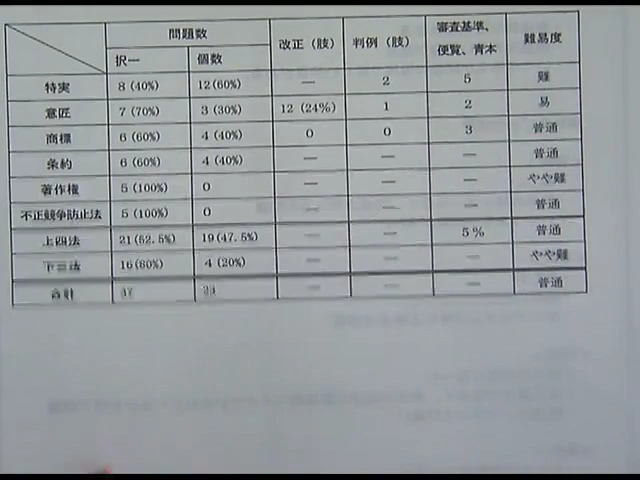 問題数 改正（肢） 判例（肢） 審査基準、便覧、青本 難易度
択一 個数
特実 8 (40%) 12(60%) — 2 5 難
意匠 7 (70%) 3 (30%) 12 (24%) 1 2 易
商標 6 (60%) 4 (40%) 0 0 3 普通
条約 6 (60%) 4 (40%) — — — 普通
著作権 5 (100%) 0 — — — やや難
不正競争防止法 5 (100%) 0 — — — 普通
上四法 21(52.5%) 19(47.5%) — — 5% 普通
下三法 16(80%) 4 (20%) — — — やや難
合計 37 23 — — — 普通